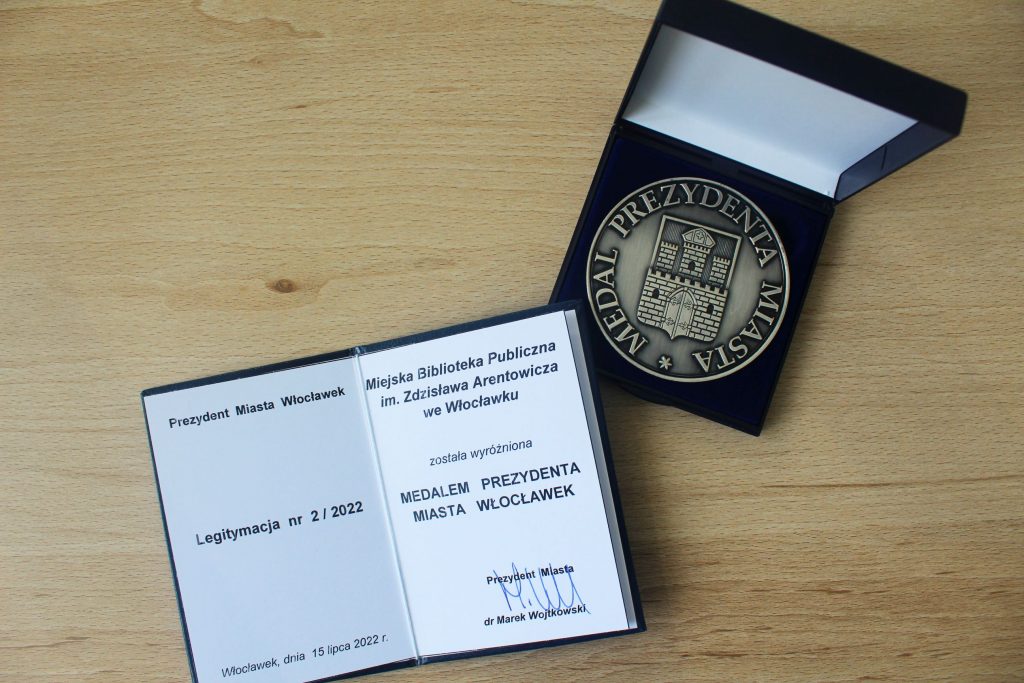 MEDAL PREZYDENTA MIASTA *
Prezydent Miasta Włocławek
Legitymacja nr 2 / 2022
Włocławek, dnia 15 lipca 2022 r.
Miejska Biblioteka Publiczna
im. Zdzisława Arentowicza
we Włocławku
została wyróżniona
MEDALEM PREZYDENTA
MIASTA WŁOCŁAWEK
Prezydent Miasta
dr Marek Wojtkowski